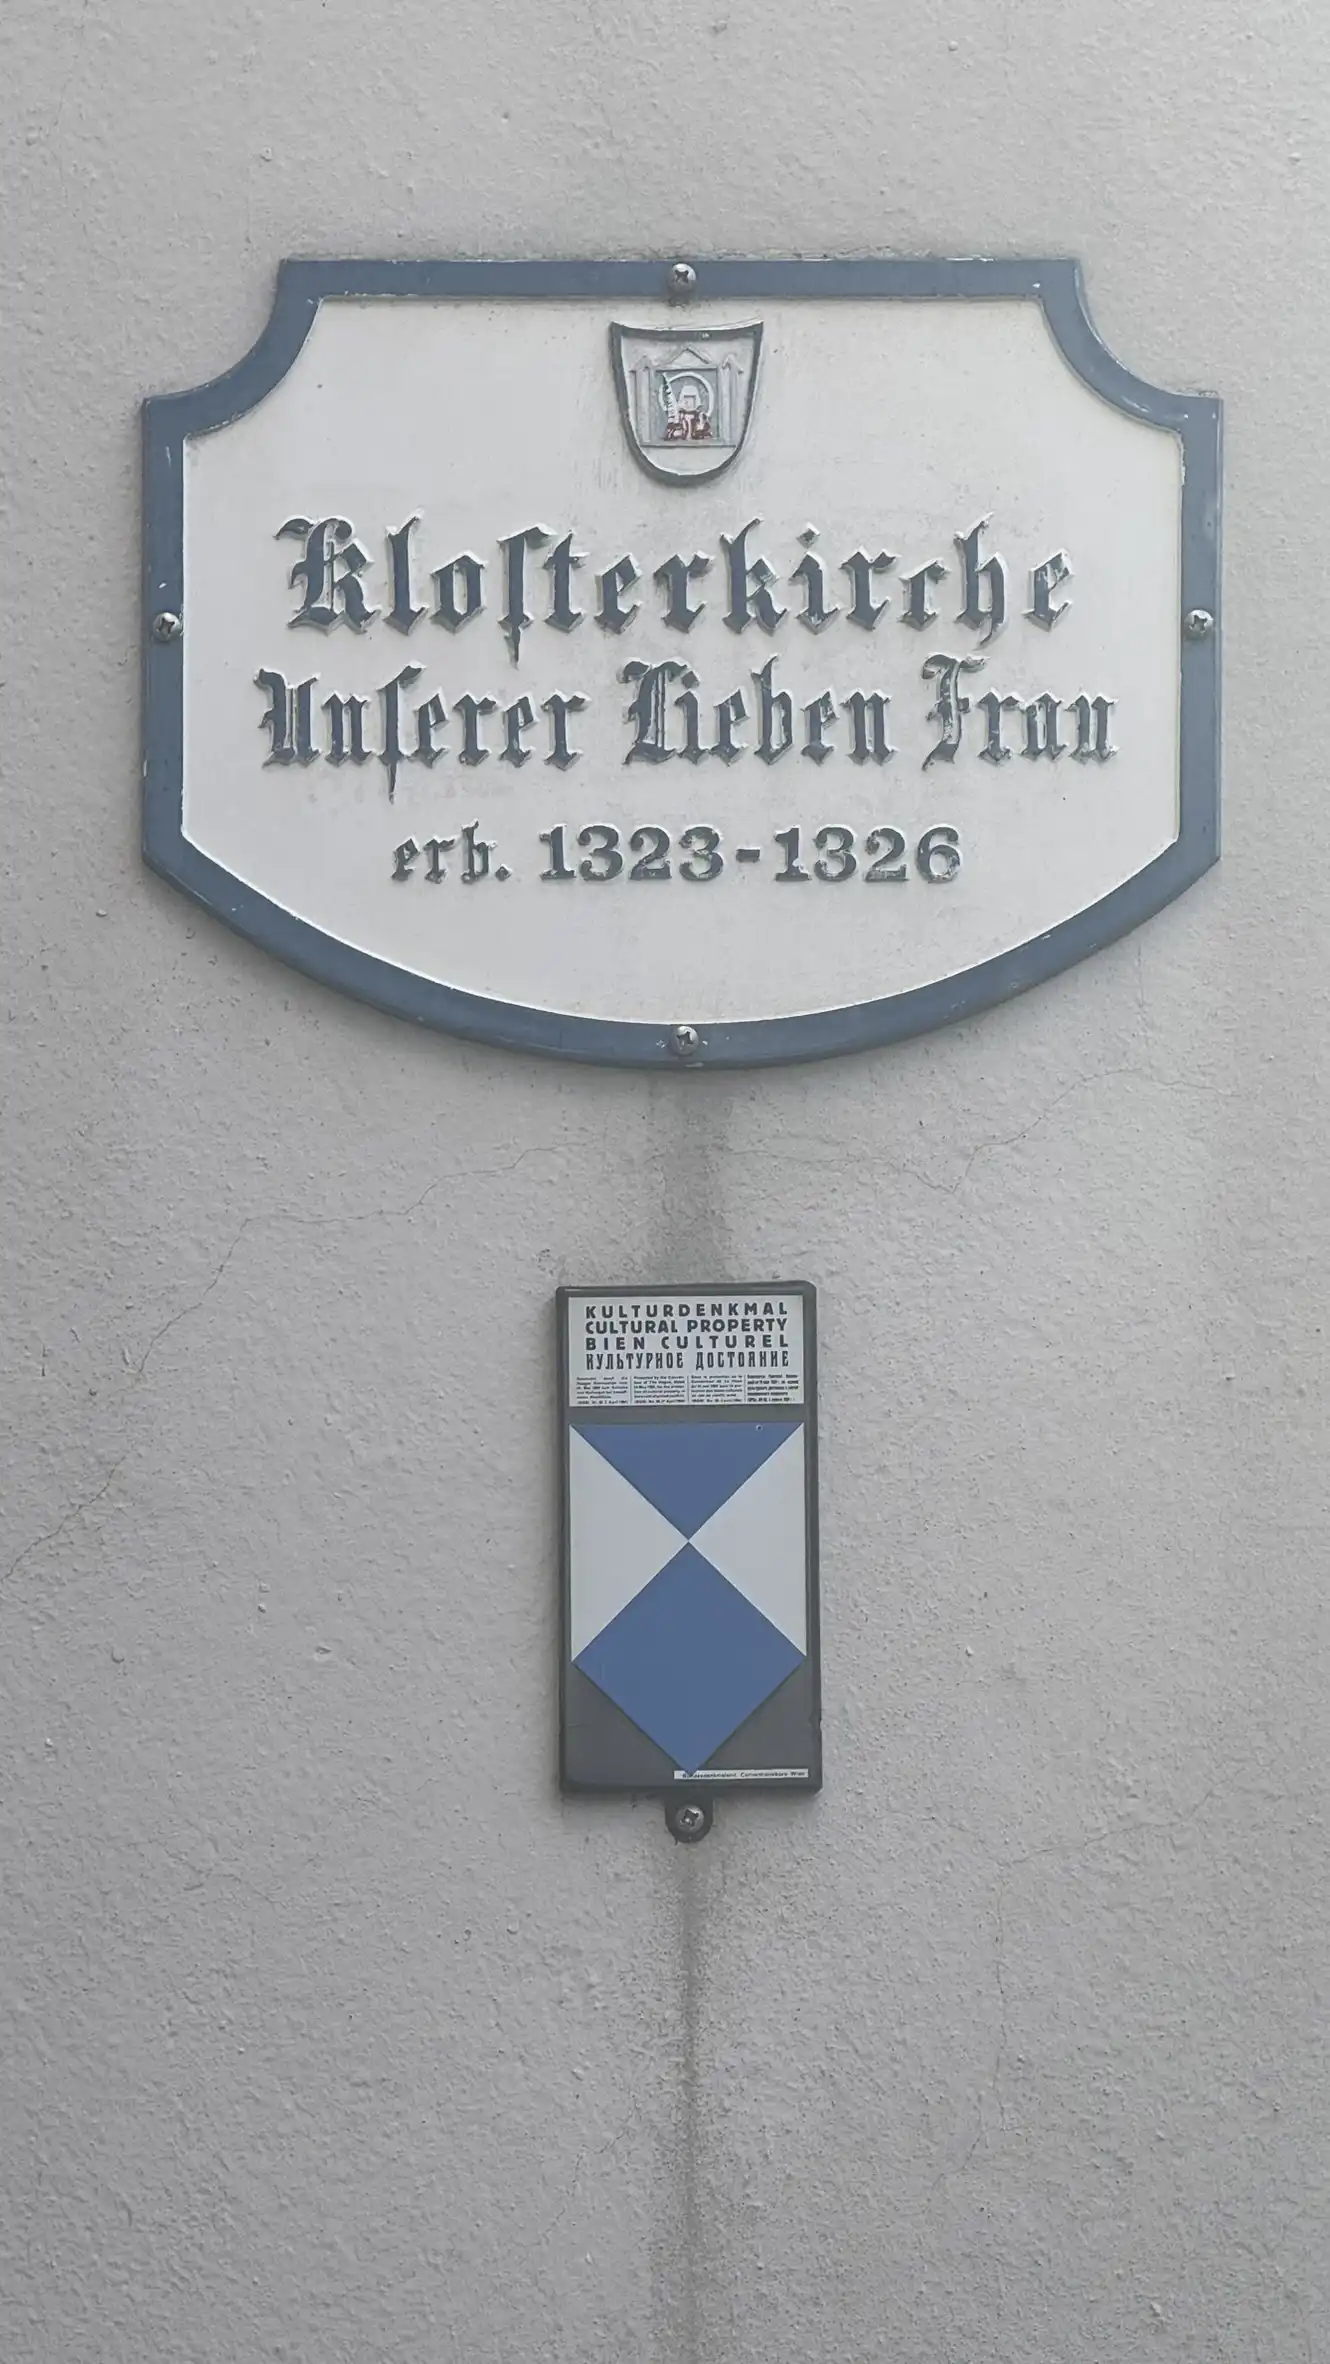 Kloſterkirche
Unſerer Lieben Frau
erb. 1323-1326
KULTURDENKMAL
CULTURAL PROPERTY
BIEN CULTUREL
КУЛЬТУРНОЕ ДОСТОЯНИЕ